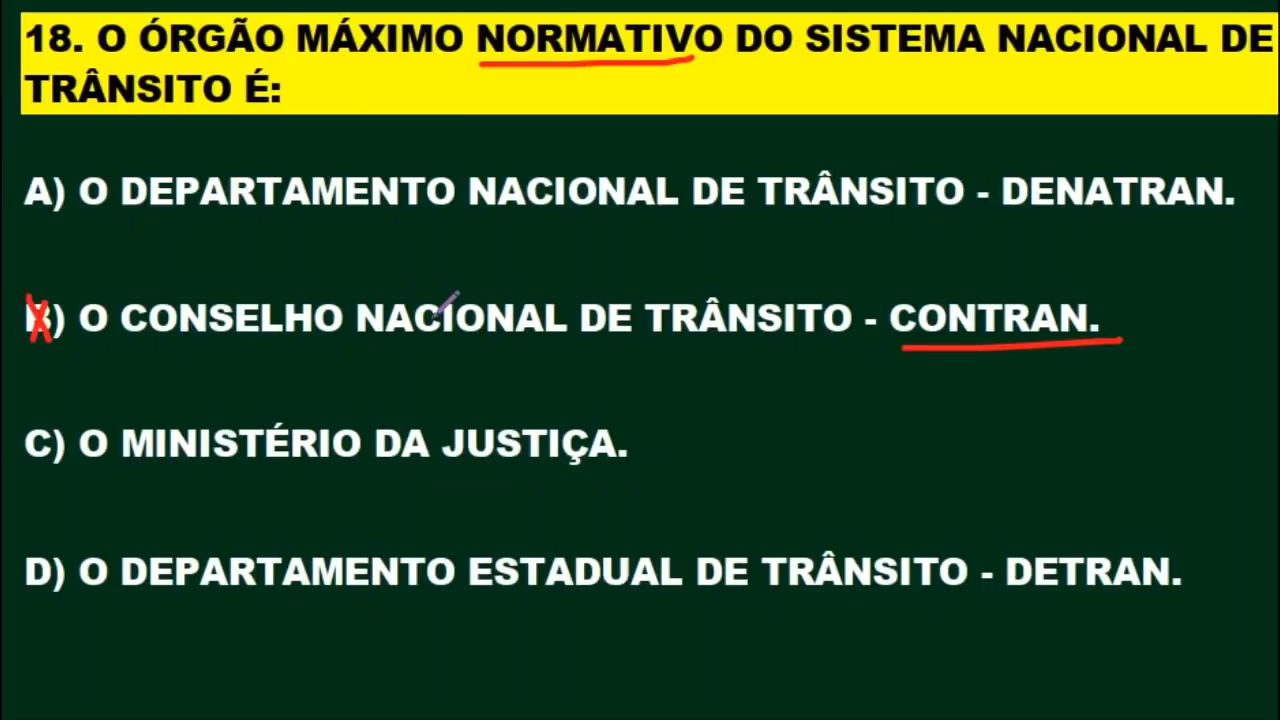 18. O ÓRGÃO MÁXIMO NORMATIVO DO SISTEMA NACIONAL DE
TRÂNSITO É:
A) O DEPARTAMENTO NACIONAL DE TRÂNSITO - DENATRAN.
B) O CONSELHO NACIONAL DE TRÂNSITO - CONTRAN.
C) O MINISTÉRIO DA JUSTIÇA.
D) O DEPARTAMENTO ESTADUAL DE TRÂNSITO - DETRAN.